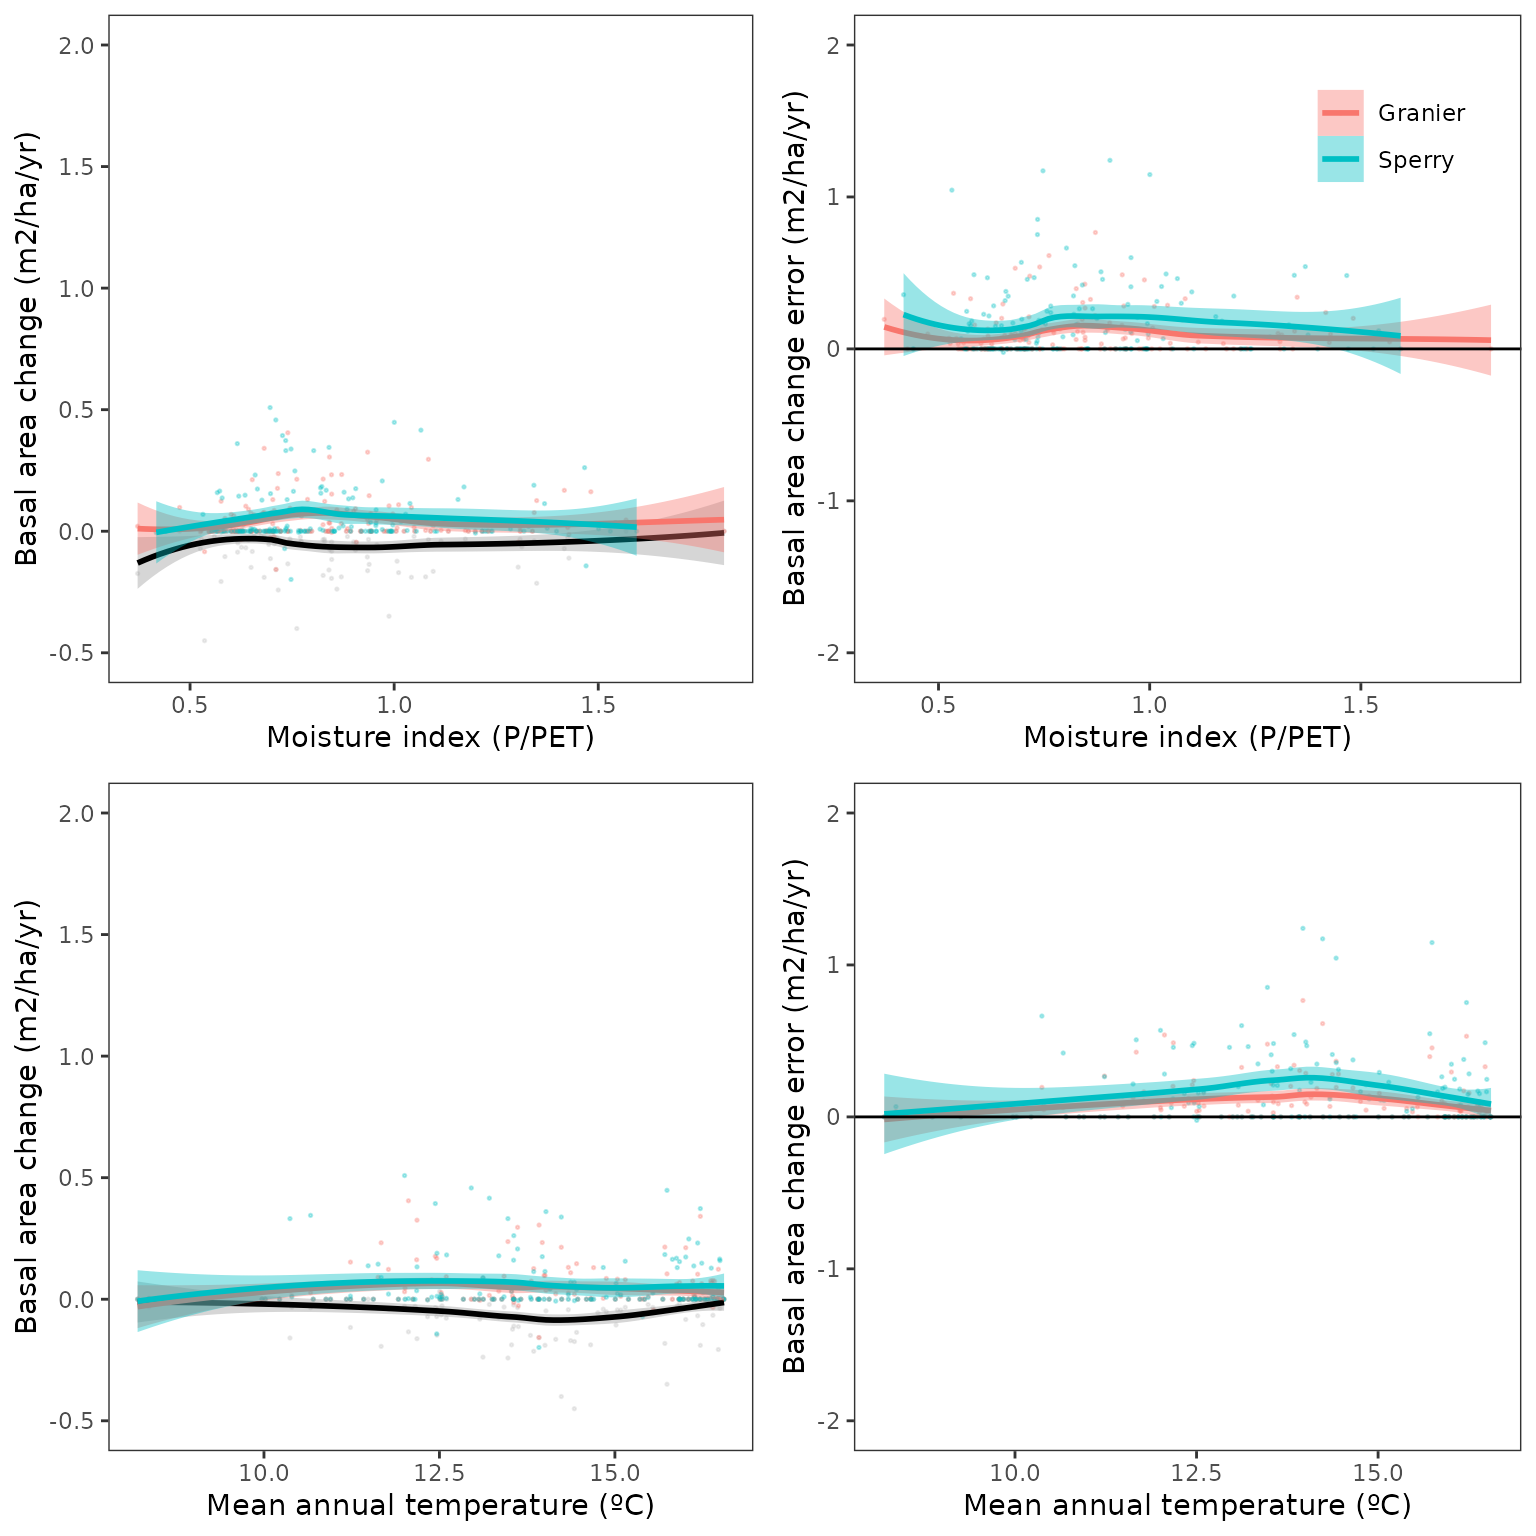 Basal area change (m2/ha/yr)
2.0
1.5
1.0
0.5
0.0
-0.5
0.5 1.0 1.5
Moisture index (P/PET)
Basal area change error (m2/ha/yr)
2
1
0
-1
-2
Granier
Sperry
0.5 1.0 1.5
Moisture index (P/PET)
Basal area change (m2/ha/yr)
2.0
1.5
1.0
0.5
0.0
-0.5
10.0 12.5 15.0
Mean annual temperature (ºC)
Basal area change error (m2/ha/yr)
2
1
0
-1
-2
10.0 12.5 15.0
Mean annual temperature (ºC)